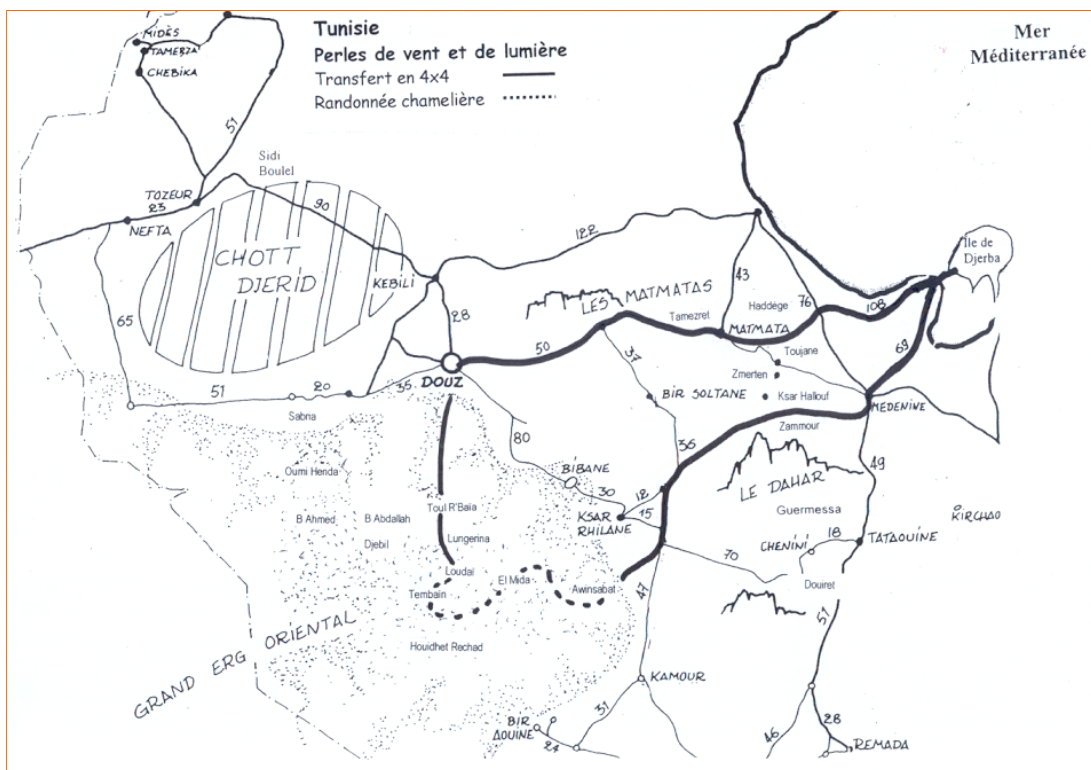 Tunisie
Perles de vent et de lumière
Transfert en 4x4
Randonnée chamelière
Mer
Méditerranée
MIDÈS
TAMERZA
CHEBIKA
51
Sidi
Boulel
TOZEUR
23
NEFTA
90
CHOTT
DJERID
KEBILI
122
Île de
Djerba
43
LES MATMATAS
Haddège
76
108
Tamezret
MATMATA
65
28
50
37
Toujane
69
Zmerten
DOUZ
35
BIR SOLTANE
Ksar Hallouf
MEDENINE
51
20
Sabria
Zammour
80
36
49
BIBANE
LE DAHAR
Oumi Henda
30
12
15
KSAR
RHILANE
Guermessa
KIRCHAO
Toul R'Baïa
B Ahmed
B Abdallah
Lungerina
Djebil
CHENINI
18
TATAOUINE
70
Loudaï
El Mida
Tembaïn
Awinsabat
47
Douiret
51
GRAND ERG ORIENTAL
Houidhet Rechad
KAMOUR
31
BIR
AOUINE
46
28
REMADA